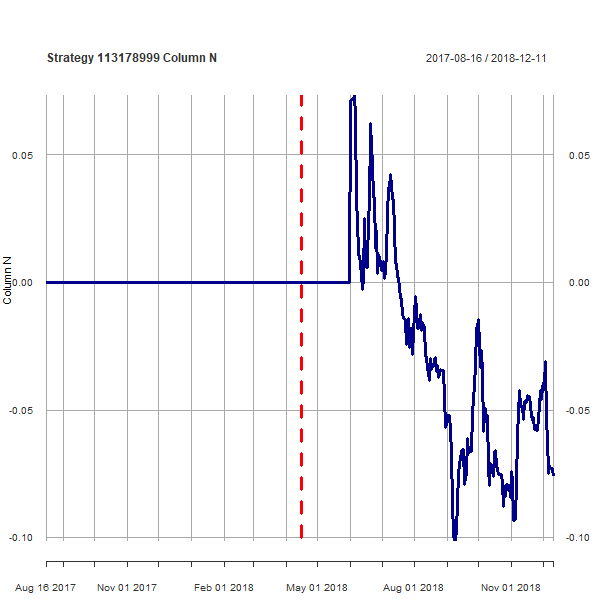 Strategy 113178999 Column N 2017-08-16 / 2018-12-11
Column N
0.05 0.05
0.00 0.00
-0.05 -0.05
-0.10 -0.10
Aug 16 2017 Nov 01 2017 Feb 01 2018 May 01 2018 Aug 01 2018 Nov 01 2018